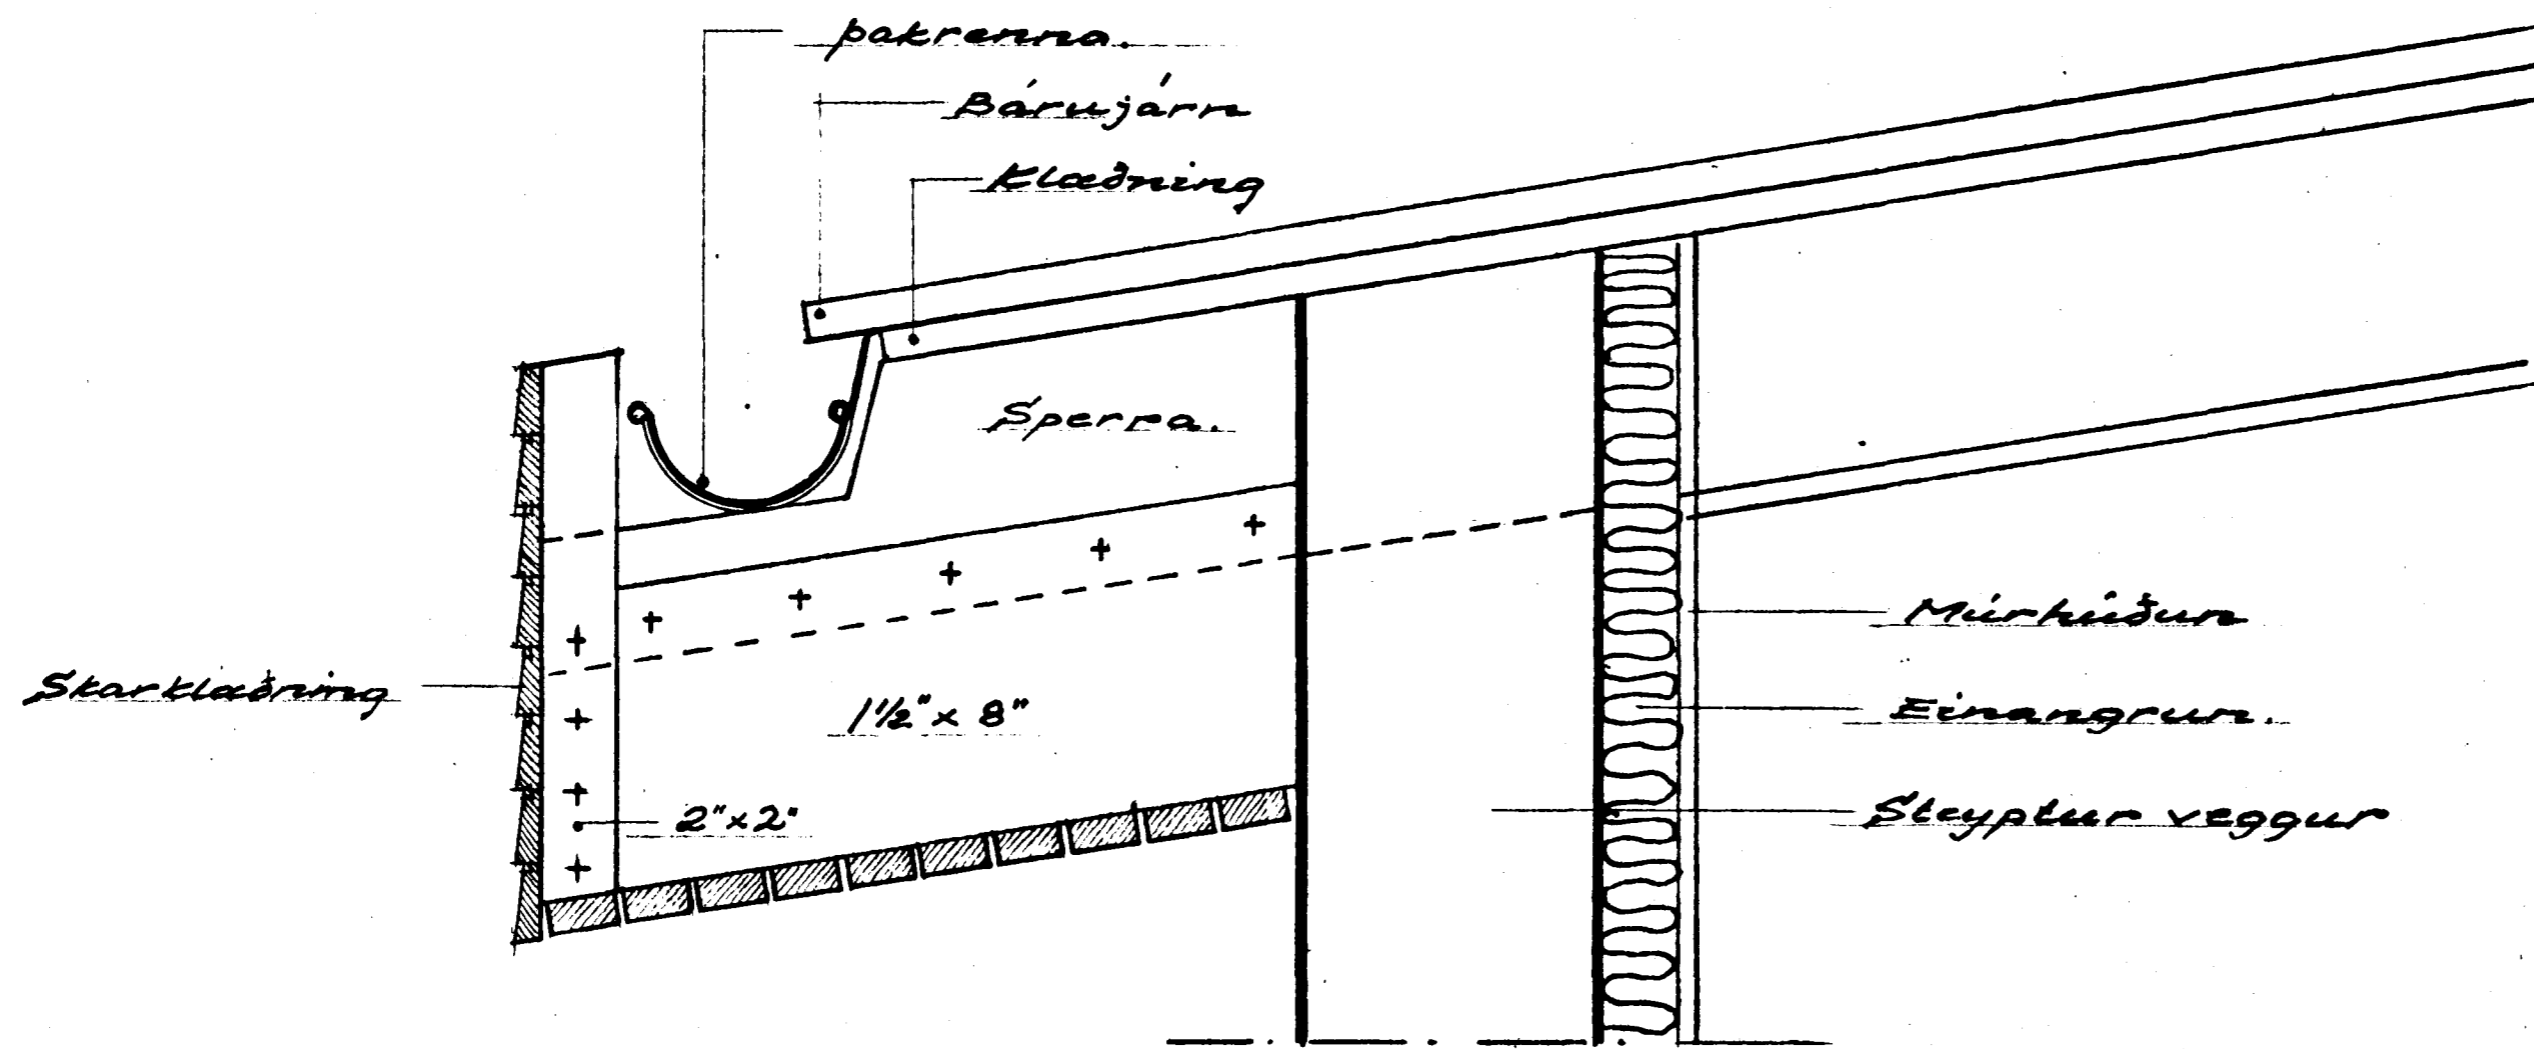 þakrenna.
Bárujárn
Klæðning
Sperra.
Múrhúðun
Skarklæðning
Einangrun.
1½" x 8"
2" x 2"
Steyptur veggur